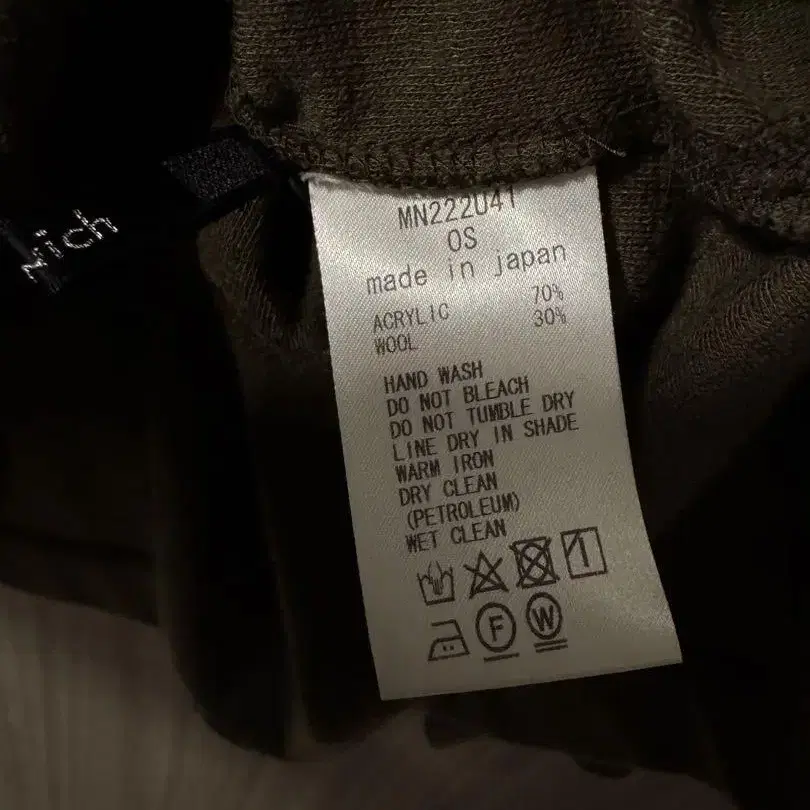 MN222U41
OS
made in japan
ACRYLIC 70%
WOOL 30%
HAND WASH
DO NOT BLEACH
DO NOT TUMBLE DRY
LINE DRY IN SHADE
WARM IRON
DRY CLEAN
(PETROLEUM)
WET CLEAN
F W